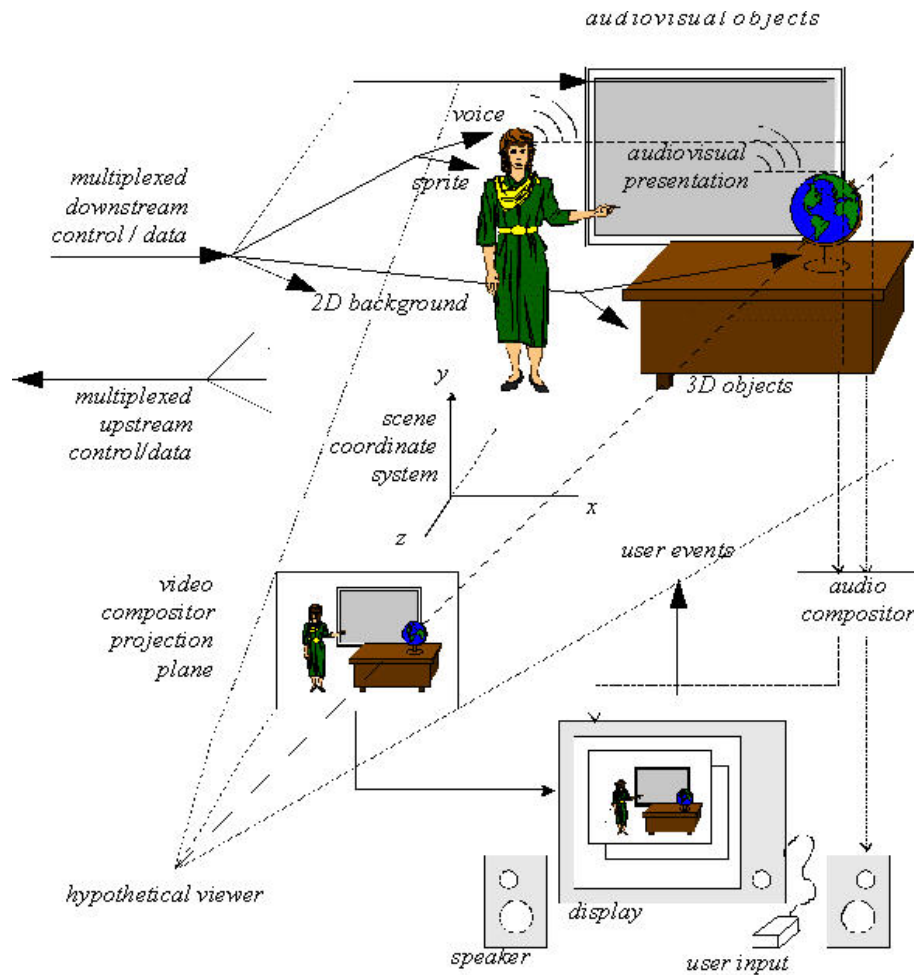 audiovisual objects
voice
sprite
audiovisual
presentation
multiplexed
downstream
control / data
2D background
3D objects
multiplexed
upstream
control/data
y
scene
coordinate
system
x
z
user events
audio
compositor
video
compositor
projection
plane
hypothetical viewer
display
speaker
user input